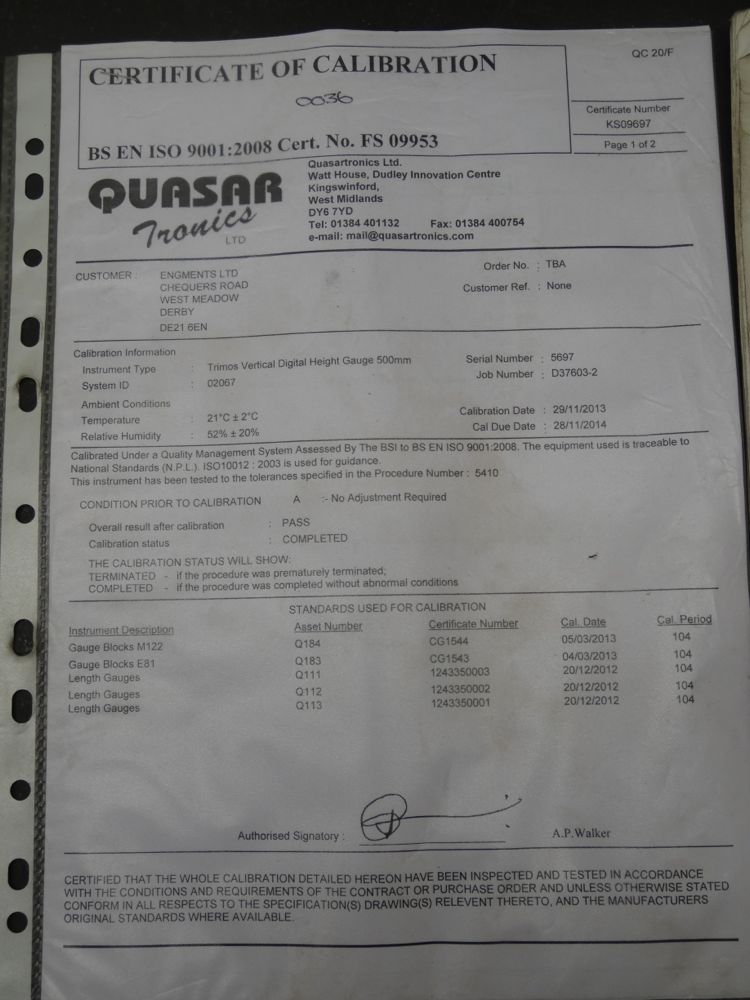 QC 20/F
CERTIFICATE OF CALIBRATION
0036
Certificate Number
KS09697
BS EN ISO 9001:2008 Cert. No. FS 09953
Page 1 of 2
QUASAR
Tronics
LTD
Quasartronics Ltd.
Watt House, Dudley Innovation Centre
Kingswinford,
West Midlands
DY6 7YD
Tel: 01384 401132 Fax: 01384 400754
e-mail: mail@quasartronics.com
CUSTOMER : ENGMENTS LTD
CHEQUERS ROAD
WEST MEADOW
DERBY
DE21 6EN
Order No. : TBA
Customer Ref. : None
Calibration Information
Instrument Type : Trimos Vertical Digital Height Gauge 500mm
System ID : 02067
Serial Number : 5697
Job Number : D37603-2
Ambient Conditions
Temperature : 21°C ± 2°C
Relative Humidity : 52% ± 20%
Calibration Date : 29/11/2013
Cal Due Date : 28/11/2014
Calibrated Under a Quality Management System Assessed By The BSI to BS EN ISO 9001:2008. The equipment used is traceable to
National Standards (N.P.L.). ISO10012 : 2003 is used for guidance.
This instrument has been tested to the tolerances specified in the Procedure Number : 5410
CONDITION PRIOR TO CALIBRATION A :- No Adjustment Required
Overall result after calibration : PASS
Calibration status : COMPLETED
THE CALIBRATION STATUS WILL SHOW:
TERMINATED - if the procedure was prematurely terminated;
COMPLETED - if the procedure was completed without abnormal conditions
STANDARDS USED FOR CALIBRATION
Instrument Description Asset Number Certificate Number Cal. Date Cal. Period
Gauge Blocks M122 Q184 CG1544 05/03/2013 104
Gauge Blocks E81 Q183 CG1543 04/03/2013 104
Length Gauges Q111 1243350003 20/12/2012 104
Length Gauges Q112 1243350002 20/12/2012 104
Length Gauges Q113 1243350001 20/12/2012 104
Authorised Signatory : A.P.Walker
CERTIFIED THAT THE WHOLE CALIBRATION DETAILED HEREON HAVE BEEN INSPECTED AND TESTED IN ACCORDANCE
WITH THE CONDITIONS AND REQUIREMENTS OF THE CONTRACT OR PURCHASE ORDER AND UNLESS OTHERWISE STATED
CONFORM IN ALL RESPECTS TO THE SPECIFICATION(S) DRAWING(S) RELEVENT THERETO, AND THE MANUFACTURERS
ORIGINAL STANDARDS WHERE AVAILABLE.